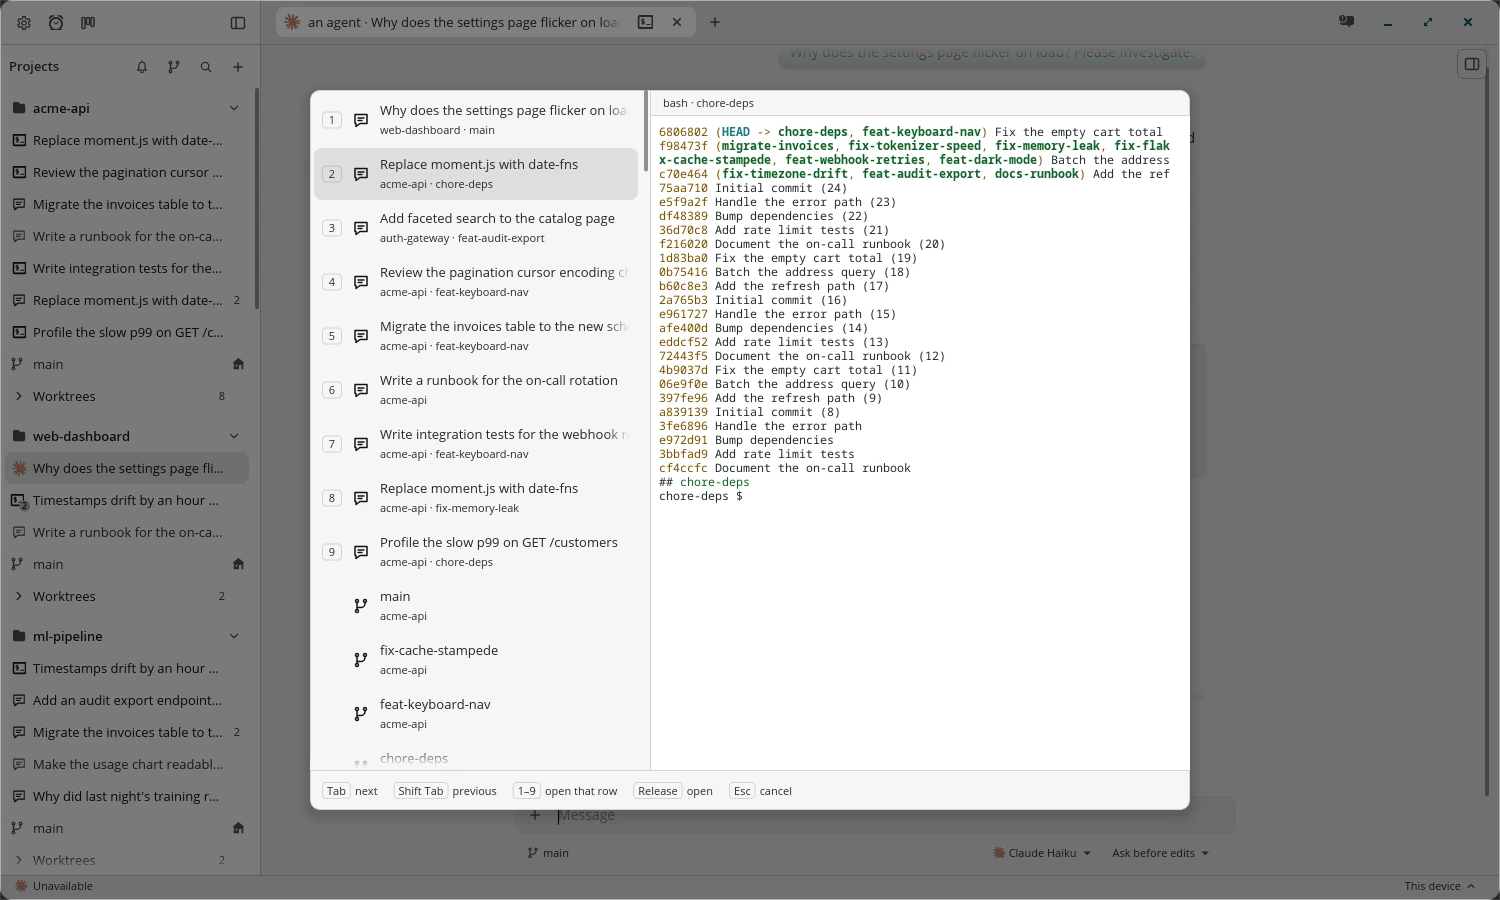 an agent · Why does the settings page flicker on loa
Projects
acme-api
Replace moment.js with date-...
Review the pagination cursor ...
Migrate the invoices table to t...
Write a runbook for the on-ca...
Write integration tests for the...
Replace moment.js with date-... 2
Profile the slow p99 on GET /c...
main
Worktrees 8
web-dashboard
Why does the settings page fli...
Timestamps drift by an hour ...
2
Write a runbook for the on-ca...
main
Worktrees 2
ml-pipeline
Timestamps drift by an hour ...
Add an audit export endpoint...
Migrate the invoices table to t... 2
Make the usage chart readabl...
Why did last night's training r...
main
Worktrees 2
Unavailable
Why does the settings page flicker on load? Please investigate.
1 Why does the settings page flicker on loa
web-dashboard · main
2 Replace moment.js with date-fns
acme-api · chore-deps
3 Add faceted search to the catalog page
auth-gateway · feat-audit-export
4 Review the pagination cursor encoding
acme-api · feat-keyboard-nav
5 Migrate the invoices table to the new sch
acme-api · feat-keyboard-nav
6 Write a runbook for the on-call rotation
acme-api
7 Write integration tests for the webhook
acme-api · feat-keyboard-nav
8 Replace moment.js with date-fns
acme-api · fix-memory-leak
9 Profile the slow p99 on GET /customers
acme-api · chore-deps
main
acme-api
fix-cache-stampede
acme-api
feat-keyboard-nav
acme-api
chore-deps
bash · chore-deps
6806802 (HEAD -> chore-deps, feat-keyboard-nav) Fix the empty cart total
f98473f (migrate-invoices, fix-tokenizer-speed, fix-memory-leak, fix-flak
x-cache-stampede, feat-webhook-retries, feat-dark-mode) Batch the address
c70e464 (fix-timezone-drift, feat-audit-export, docs-runbook) Add the ref
75aa710 Initial commit (24)
e5f9a2f Handle the error path (23)
df48389 Bump dependencies (22)
36d70c8 Add rate limit tests (21)
f216020 Document the on-call runbook (20)
1d83ba0 Fix the empty cart total (19)
0b75416 Batch the address query (18)
b60c8e3 Add the refresh path (17)
2a765b3 Initial commit (16)
e961727 Handle the error path (15)
afe400d Bump dependencies (14)
eddcf52 Add rate limit tests (13)
72443f5 Document the on-call runbook (12)
4b9037d Fix the empty cart total (11)
06e9f0e Batch the address query (10)
397fe96 Add the refresh path (9)
a839139 Initial commit (8)
3fe6896 Handle the error path
e972d91 Bump dependencies
3bbfad9 Add rate limit tests
cf4ccfc Document the on-call runbook
## chore-deps
chore-deps $
Tab next Shift Tab previous 1–9 open that row Release open Esc cancel
Message
main Claude Haiku Ask before edits
This device